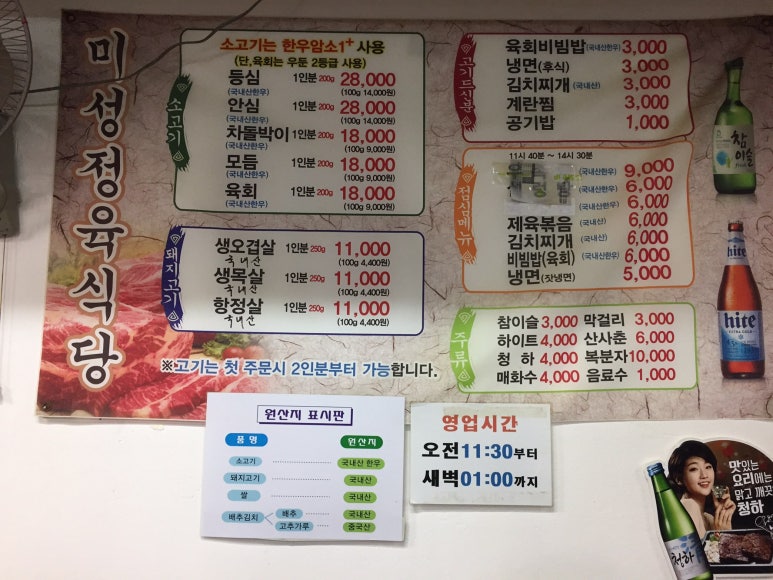 미성정육식당
소고기
소고기는 한우암소1+ 사용
(단,육회는 우둔 2등급 사용)
등심 1인분 200g 28,000
(국내산한우) (100g 14,000원)
안심 1인분 200g 28,000
(국내산한우) (100g 14,000원)
차돌박이 1인분 200g 18,000
(국내산한우) (100g 9,000원)
모듬 1인분 200g 18,000
(국내산한우) (100g 9,000원)
육회 1인분 200g 18,000
(국내산한우) (100g 9,000원)
돼지고기
생오겹살 1인분 250g 11,000
국내산 (100g 4,400원)
생목살 1인분 250g 11,000
국내산 (100g 4,400원)
항정살 1인분 250g 11,000
국내산 (100g 4,400원)
※고기는 첫 주문시 2인분부터 가능합니다.
고기드신분
육회비빔밥(국내산한우) 3,000
냉면(후식) 3,000
김치찌개(국내산) 3,000
계란찜 3,000
공기밥 1,000
점심메뉴
11시 40분 ~ 14시 30분
(국내산한우) 9,000
(국내산한우) 6,000
(국내산한우) 6,000
제육볶음 (국내산) 6,000
김치찌개 (국내산) 6,000
비빔밥(육회) (국내산한우) 6,000
냉면(잣냉면) 5,000
주류
참이슬 3,000 막걸리 3,000
하이트 4,000 산사춘 6,000
청 하 4,000 복분자 10,000
매화수 4,000 음료수 1,000
참이슬
hite
hite
EXTRA COLD
원산지 표시판
품 명 원산지
소고기 국내산 한우
돼지고기 국내산
쌀 국내산
배추김치 배추 국내산
고추가루 중국산
영업시간
오전11:30부터
새벽01:00까지
맛있는
요리에는
맑고 깨끗
청하
청하